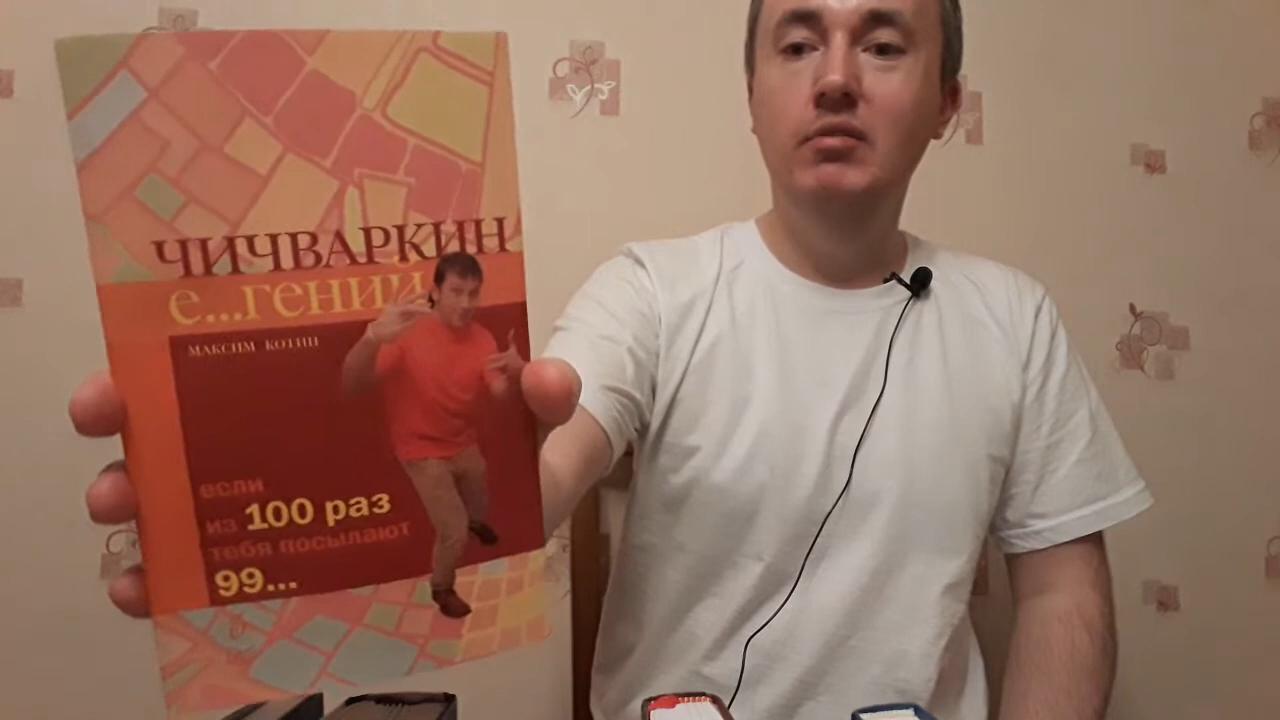 ЧИЧВАРКИН
е...гений
МАКСИМ КОТИН
если
из 100 раз
тебя посылают
99...